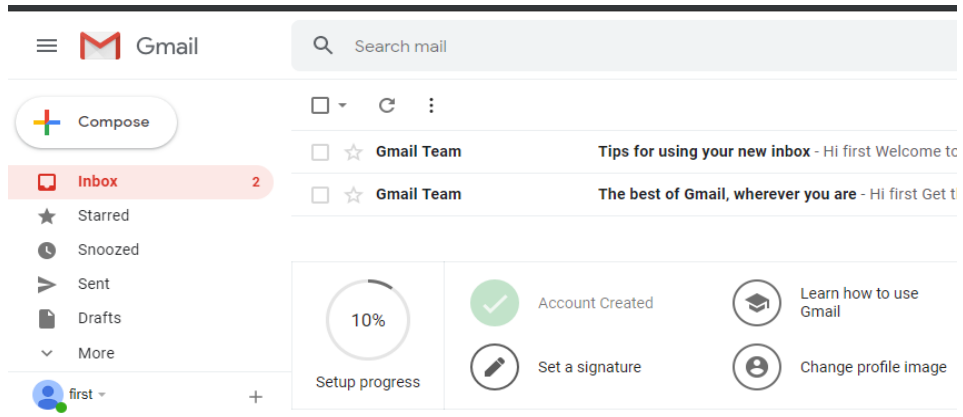 Gmail
Search mail
Compose
Gmail Team Tips for using your new inbox - Hi first Welcome to
Inbox 2
Gmail Team The best of Gmail, wherever you are - Hi first Get
Starred
Snoozed
Sent
Drafts
More
first
10%
Setup progress
Account Created
Set a signature
Learn how to use
Gmail
Change profile image